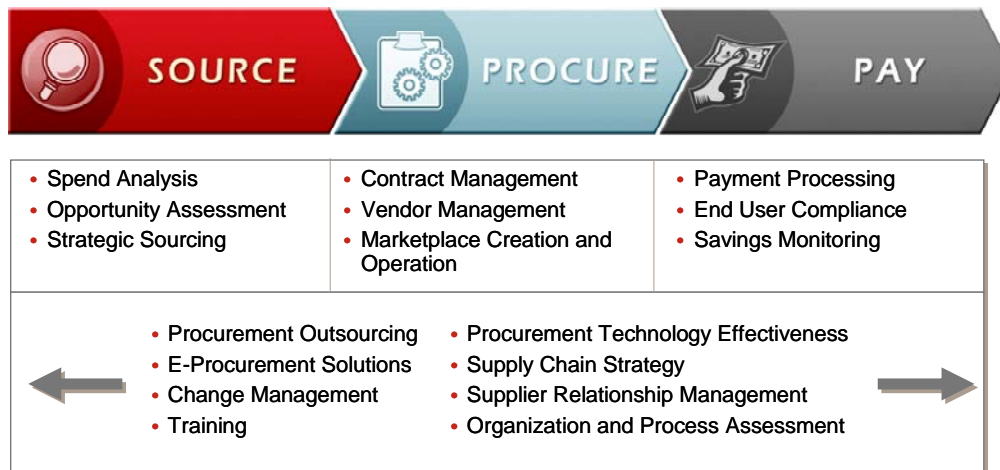 SOURCE
PROCURE
PAY
• Spend Analysis
• Opportunity Assessment
• Strategic Sourcing
• Contract Management
• Vendor Management
• Marketplace Creation and
Operation
• Payment Processing
• End User Compliance
• Savings Monitoring
• Procurement Outsourcing
• E-Procurement Solutions
• Change Management
• Training
• Procurement Technology Effectiveness
• Supply Chain Strategy
• Supplier Relationship Management
• Organization and Process Assessment